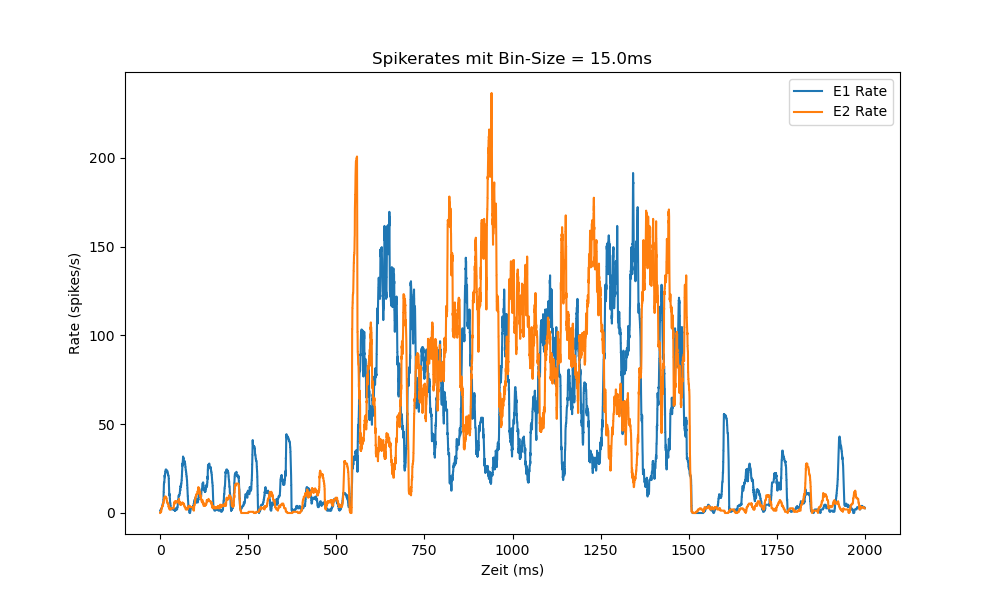 Spikerates mit Bin-Size = 15.0ms
E1 Rate
E2 Rate
Rate (spikes/s)
200
150
100
50
0
0 250 500 750 1000 1250 1500 1750 2000
Zeit (ms)